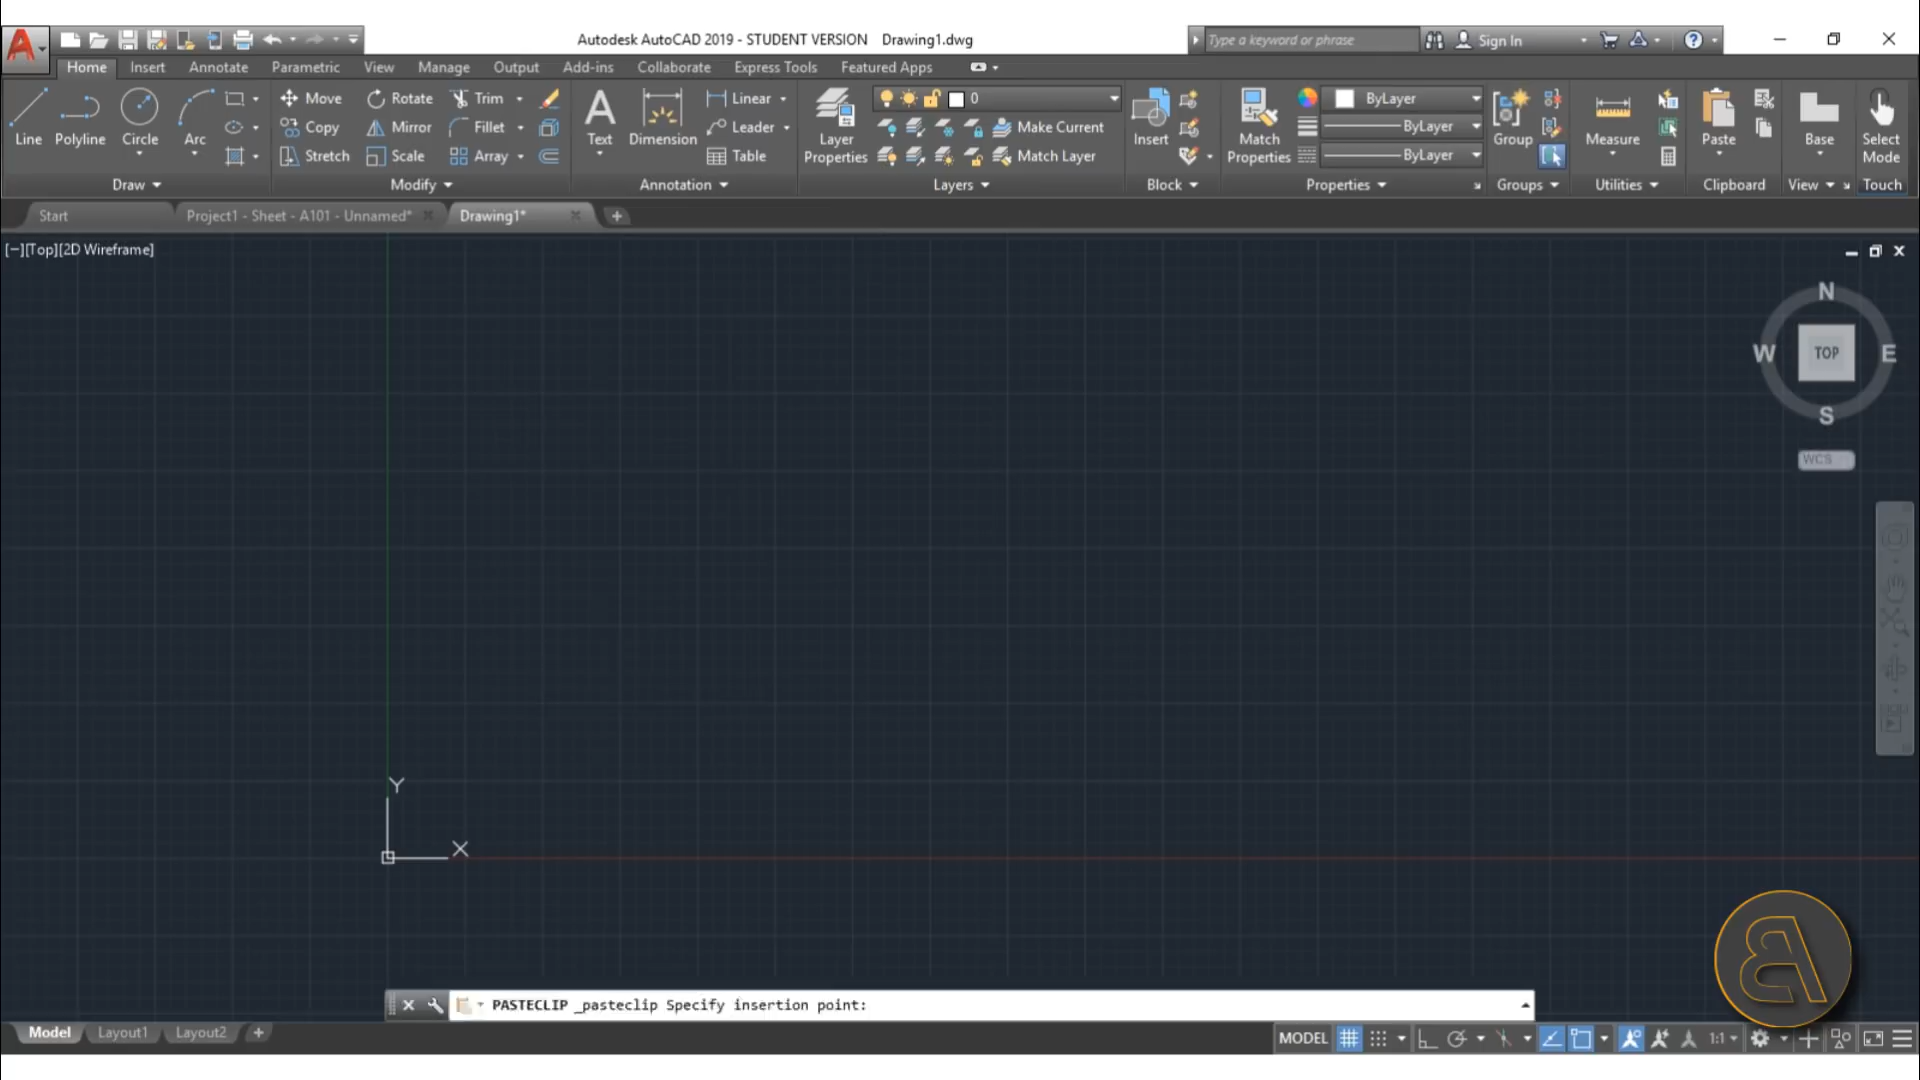 Autodesk AutoCAD 2019 - STUDENT VERSION Drawing1.dwg
Type a keyword or phrase
Sign In
Home Insert Annotate Parametric View Manage Output Add-ins Collaborate Express Tools Featured Apps
Line Polyline Circle Arc
Move Rotate Trim
Copy Mirror Fillet
Stretch Scale Array
Text Dimension
Linear
Leader
Table
Layer Properties
0
Make Current
Match Layer
Insert
Match Properties
ByLayer
ByLayer
ByLayer
Group
Measure
Paste
Base
Select Mode
Draw Modify Annotation Layers Block Properties Groups Utilities Clipboard View Touch
Start Project1 - Sheet - A101 - Unnamed* Drawing1*
[−][Top][2D Wireframe]
N
W TOP E
S
WCS
Y
X
PASTECLIP _pasteclip Specify insertion point:
Model Layout1 Layout2
MODEL 1:1